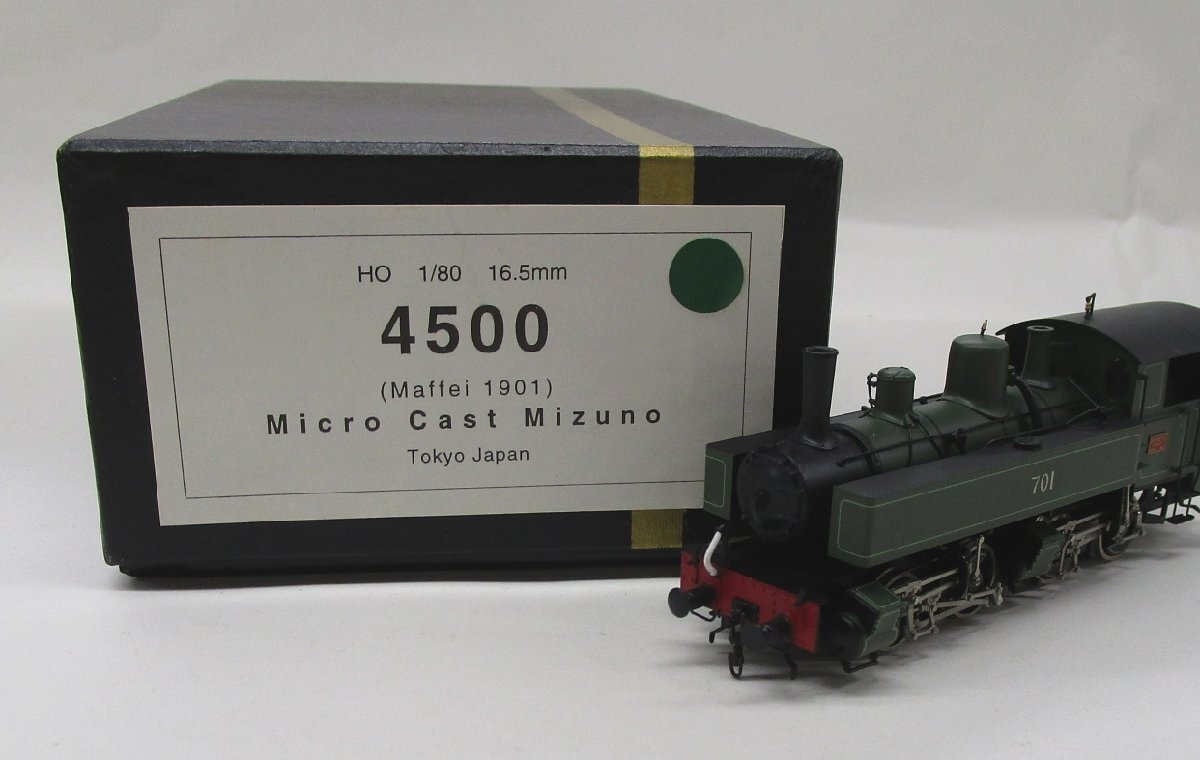 HO 1/80 16.5mm
4500
(Maffei 1901)
Micro Cast Mizuno
Tokyo Japan
701